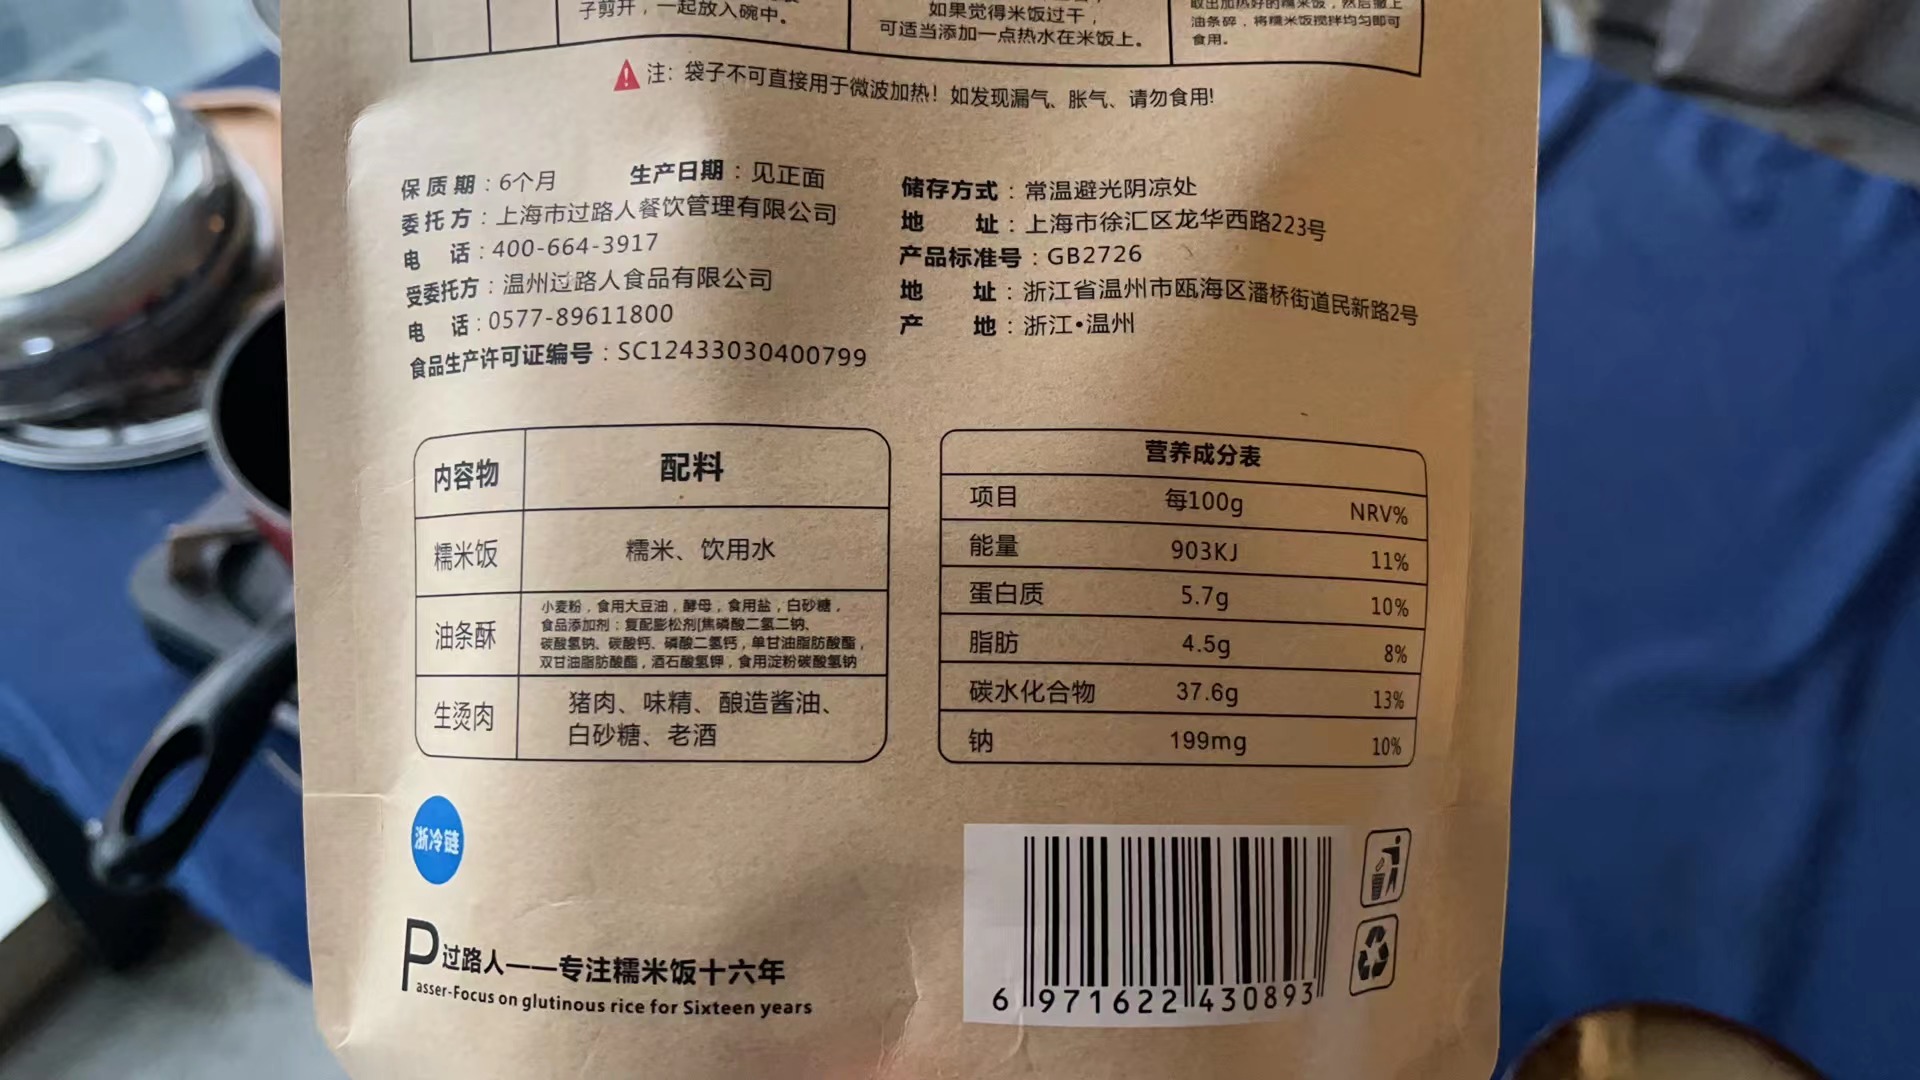 子剪开，一起放入碗中。
如果觉得米饭过干，
可适当添加一点热水在米饭上。
取出加热好的糯米饭，然后撒上
油条碎，将糯米饭搅拌均匀即可
食用。
注：袋子不可直接用于微波加热！如发现漏气、胀气、请勿食用!
保质期：6个月 生产日期：见正面
委托方：上海市过路人餐饮管理有限公司
电 话：400-664-3917
受委托方：温州过路人食品有限公司
电 话：0577-89611800
食品生产许可证编号：SC12433030400799
储存方式：常温避光阴凉处
地 址：上海市徐汇区龙华西路223号
产品标准号：GB2726
地 址：浙江省温州市瓯海区潘桥街道民新路2号
产 地：浙江•温州
内容物 配料
糯米饭 糯米、饮用水
油条酥
小麦粉，食用大豆油，酵母，食用盐，白砂糖，
食品添加剂：复配膨松剂(焦磷酸二氢二钠、
碳酸氢钠、碳酸钙、磷酸二氢钙，单甘油脂肪酸酯，
双甘油脂肪酸酯，酒石酸氢钾，食用淀粉碳酸氢钠
生烫肉
猪肉、味精、酿造酱油、
白砂糖、老酒
营养成分表
项目 每100g NRV%
能量 903KJ 11%
蛋白质 5.7g 10%
脂肪 4.5g 8%
碳水化合物 37.6g 13%
钠 199mg 10%
浙冷链
过路人——专注糯米饭十六年
Passer-Focus on glutinous rice for Sixteen years
6 971622 430893